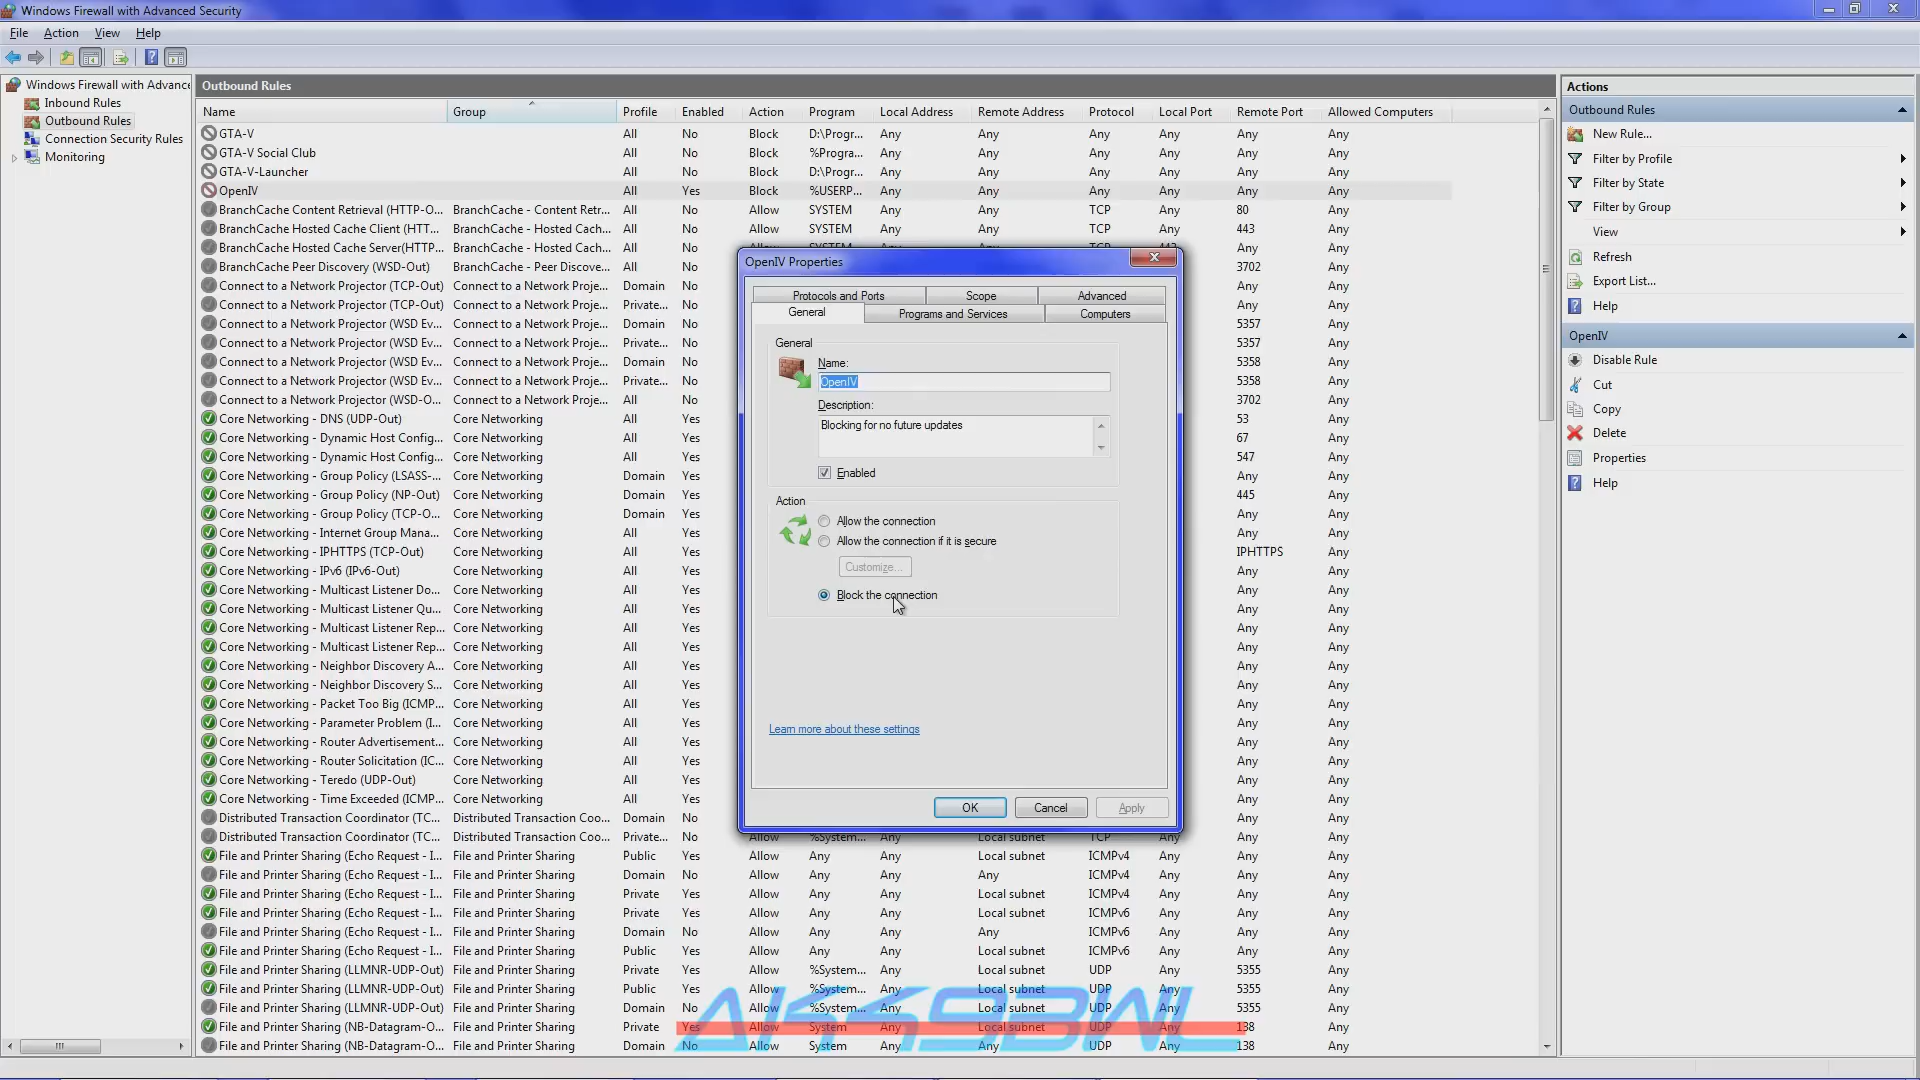 Windows Firewall with Advanced Security
File Action View Help
Windows Firewall with Advance
Inbound Rules
Outbound Rules
Connection Security Rules
Monitoring
Outbound Rules
Name Group Profile Enabled Action Program Local Address Remote Address Protocol Local Port Remote Port Allowed Computers
GTA-V All No Block D:\Progr... Any Any Any Any Any Any
GTA-V Social Club All No Block %Progra... Any Any Any Any Any Any
GTA-V-Launcher All No Block D:\Progr... Any Any Any Any Any Any
OpenIV All Yes Block %USERP... Any Any Any Any Any Any
BranchCache Content Retrieval (HTTP-O... BranchCache - Content Retr... All No Allow SYSTEM Any Any TCP Any 80 Any
BranchCache Hosted Cache Client (HTT... BranchCache - Hosted Cach... All No Allow SYSTEM Any Any TCP Any 443 Any
BranchCache Hosted Cache Server(HTTP... BranchCache - Hosted Cach... All No Allow SYSTEM Any Any TCP 443 Any Any
BranchCache Peer Discovery (WSD-Out) BranchCache - Peer Discove... All No 3702 Any
Connect to a Network Projector (TCP-Out) Connect to a Network Proje... Domain No Any Any
Connect to a Network Projector (TCP-Out) Connect to a Network Proje... Private... No Any Any
Connect to a Network Projector (WSD Ev... Connect to a Network Proje... Domain No 5357 Any
Connect to a Network Projector (WSD Ev... Connect to a Network Proje... Private... No 5357 Any
Connect to a Network Projector (WSD Ev... Connect to a Network Proje... Domain No 5358 Any
Connect to a Network Projector (WSD Ev... Connect to a Network Proje... Private... No 5358 Any
Connect to a Network Projector (WSD-O... Connect to a Network Proje... All No 3702 Any
Core Networking - DNS (UDP-Out) Core Networking All Yes 53 Any
Core Networking - Dynamic Host Config... Core Networking All Yes 67 Any
Core Networking - Dynamic Host Config... Core Networking All Yes 547 Any
Core Networking - Group Policy (LSASS-... Core Networking Domain Yes Any Any
Core Networking - Group Policy (NP-Out) Core Networking Domain Yes 445 Any
Core Networking - Group Policy (TCP-O... Core Networking Domain Yes Any Any
Core Networking - Internet Group Mana... Core Networking All Yes Any Any
Core Networking - IPHTTPS (TCP-Out) Core Networking All Yes IPHTTPS Any
Core Networking - IPv6 (IPv6-Out) Core Networking All Yes Any Any
Core Networking - Multicast Listener Do... Core Networking All Yes Any Any
Core Networking - Multicast Listener Qu... Core Networking All Yes Any Any
Core Networking - Multicast Listener Rep... Core Networking All Yes Any Any
Core Networking - Multicast Listener Rep... Core Networking All Yes Any Any
Core Networking - Neighbor Discovery A... Core Networking All Yes Any Any
Core Networking - Neighbor Discovery S... Core Networking All Yes Any Any
Core Networking - Packet Too Big (ICMP... Core Networking All Yes Any Any
Core Networking - Parameter Problem (I... Core Networking All Yes Any Any
Core Networking - Router Advertisement... Core Networking All Yes Any Any
Core Networking - Router Solicitation (IC... Core Networking All Yes Any Any
Core Networking - Teredo (UDP-Out) Core Networking All Yes Any Any
Core Networking - Time Exceeded (ICMP... Core Networking All Yes Any Any
Distributed Transaction Coordinator (TC... Distributed Transaction Coo... Domain No Any Any
Distributed Transaction Coordinator (TC... Distributed Transaction Coo... Private... No Allow %System... Any Local subnet TCP Any Any Any
File and Printer Sharing (Echo Request - I... File and Printer Sharing Public Yes Allow Any Any Local subnet ICMPv4 Any Any Any
File and Printer Sharing (Echo Request - I... File and Printer Sharing Domain No Allow Any Any Any ICMPv4 Any Any Any
File and Printer Sharing (Echo Request - I... File and Printer Sharing Private Yes Allow Any Any Local subnet ICMPv4 Any Any Any
File and Printer Sharing (Echo Request - I... File and Printer Sharing Private Yes Allow Any Any Local subnet ICMPv6 Any Any Any
File and Printer Sharing (Echo Request - I... File and Printer Sharing Domain No Allow Any Any Any ICMPv6 Any Any Any
File and Printer Sharing (Echo Request - I... File and Printer Sharing Public Yes Allow Any Any Local subnet ICMPv6 Any Any Any
File and Printer Sharing (LLMNR-UDP-Out) File and Printer Sharing Private Yes Allow %System... Any Local subnet UDP Any 5355 Any
File and Printer Sharing (LLMNR-UDP-Out) File and Printer Sharing Public Yes Allow %System... Any Local subnet UDP Any 5355 Any
File and Printer Sharing (LLMNR-UDP-Out) File and Printer Sharing Domain No Allow %System... Any Local subnet UDP Any 5355 Any
File and Printer Sharing (NB-Datagram-O... File and Printer Sharing Private Yes Allow System Any Local subnet UDP Any 138 Any
File and Printer Sharing (NB-Datagram-O... File and Printer Sharing Domain No Allow System Any Any UDP Any 138 Any
OpenIV Properties
Protocols and Ports Scope Advanced
General Programs and Services Computers
General
Name:
OpenIV
Description:
Blocking for no future updates
Enabled
Action
Allow the connection
Allow the connection if it is secure
Customize...
Block the connection
Learn more about these settings
OK Cancel Apply
Actions
Outbound Rules
New Rule...
Filter by Profile
Filter by State
Filter by Group
View
Refresh
Export List...
Help
OpenIV
Disable Rule
Cut
Copy
Delete
Properties
Help